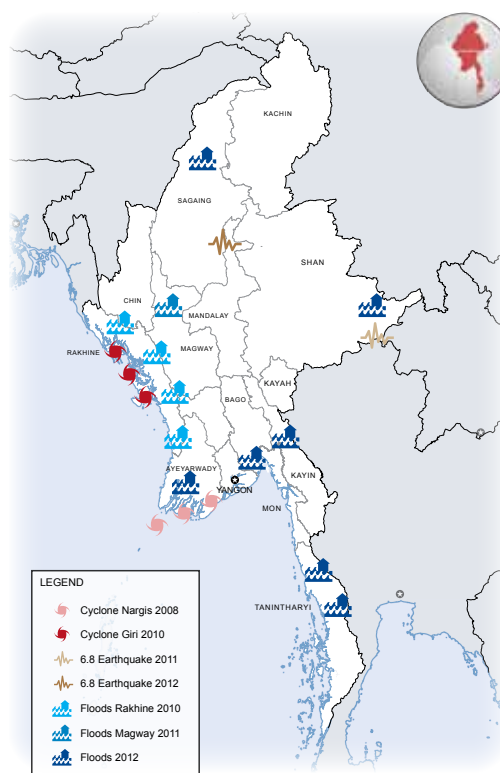 KACHIN
SAGAING
SHAN
CHIN
MANDALAY
RAKHINE
MAGWAY
KAYAH
BAGO
AYEYARWADY
YANGON
KAYIN
MON
TANINTHARYI
LEGEND
Cyclone Nargis 2008
Cyclone Giri 2010
6.8 Earthquake 2011
6.8 Earthquake 2012
Floods Rakhine 2010
Floods Magway 2011
Floods 2012